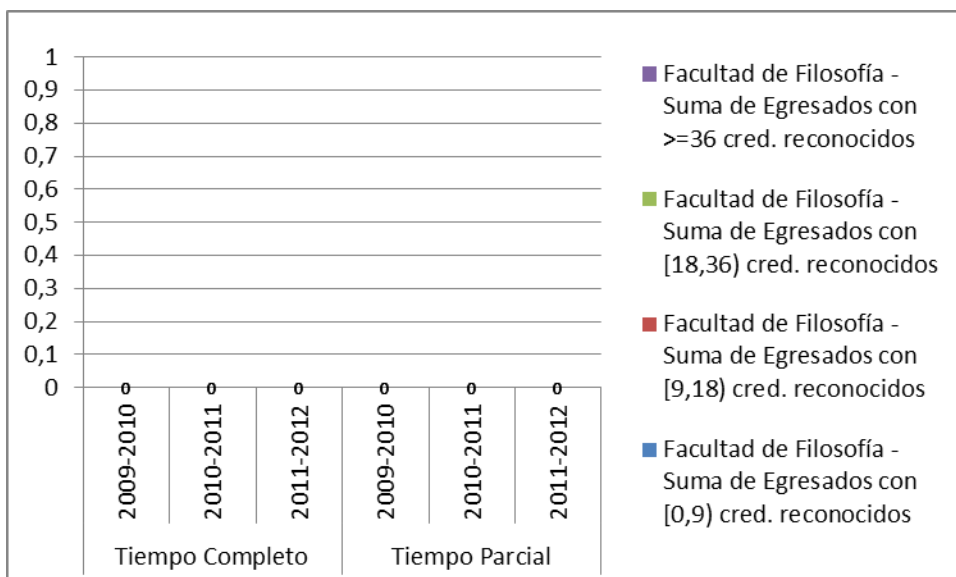 1
0,9
0,8
0,7
0,6
0,5
0,4
0,3
0,2
0,1
0
0 0 0 0 0 0
2009-2010 2010-2011 2011-2012 2009-2010 2010-2011 2011-2012
Tiempo Completo Tiempo Parcial
Facultad de Filosofía -
Suma de Egresados con
>=36 cred. reconocidos
Facultad de Filosofía -
Suma de Egresados con
[18,36) cred. reconocidos
Facultad de Filosofía -
Suma de Egresados con
[9,18) cred. reconocidos
Facultad de Filosofía -
Suma de Egresados con
[0,9) cred. reconocidos